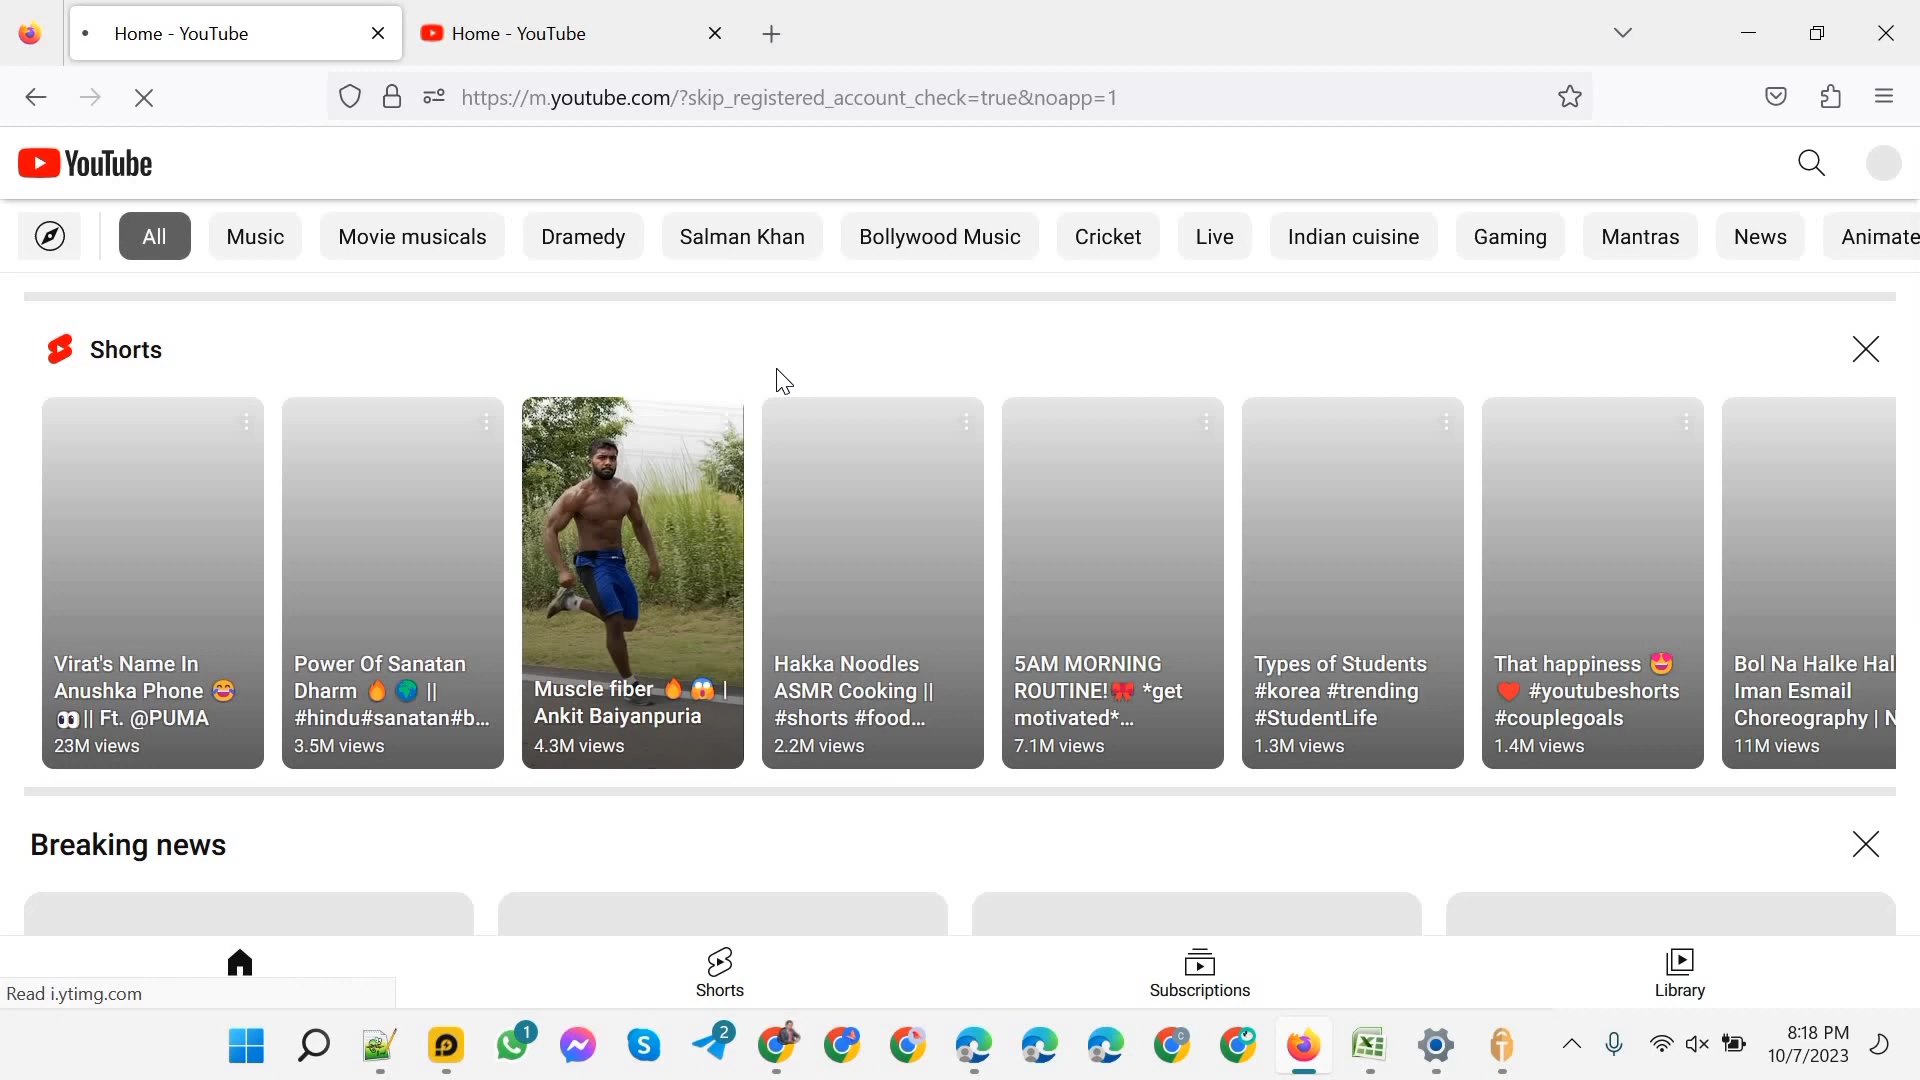 Home - YouTube
Home - YouTube
https://m.youtube.com/?skip_registered_account_check=true&noapp=1
YouTube
All Music Movie musicals Dramedy Salman Khan Bollywood Music Cricket Live Indian cuisine Gaming Mantras News Animate
Shorts
Virat's Name In
Anushka Phone 😂
👀|| Ft. @PUMA
23M views
Power Of Sanatan
Dharm 🔥 🌍 ||
#hindu#sanatan#b...
3.5M views
Muscle fiber 🔥😱 |
Ankit Baiyanpuria
4.3M views
Hakka Noodles
ASMR Cooking ||
#shorts #food...
2.2M views
5AM MORNING
ROUTINE!🎀 *get
motivated*...
7.1M views
Types of Students
#korea #trending
#StudentLife
1.3M views
That happiness 😍
♥️ #youtubeshorts
#couplegoals
1.4M views
Bol Na Halke Hal
Iman Esmail
Choreography | N
11M views
Breaking news
Shorts
Subscriptions
Library
Read i.ytimg.com
1
2
8:18 PM
10/7/2023